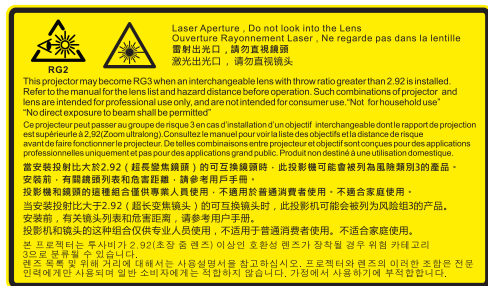 RG2
Laser Aperture , Do not look into the Lens
Ouverture Rayonnement Laser , Ne regarde pas dans la lentille
雷射出光口，請勿直視鏡頭
激光出光口，请勿直视镜头
This projector may become RG3 when an interchangeable lens with throw ratio greater than 2.92 is installed.
Refer to the manual for the lens list and hazard distance before operation. Such combinations of projector and
lens are intended for professional use only, and are not intended for consumer use."Not for household use"
"No direct exposure to beam shall be permitted"
Ce projecteur peut passer au groupe de risque 3 en cas d'installation d'un objectif interchangeable dont le rapport de projection
est supérieure à 2,92(Zoom ultralong).Consultez le manuel pour voir la liste des objectifs et la distance de risque
avant de faire fonctionner le projecteur. De telles combinaisons entre projecteur et objectif sont conçues pour des applications
professionnelles uniquement et pas pour des applications grand public. Produit non destiné à une utilisation domestique.
當安裝投射比大於2.92（超長變焦鏡頭）的可互換鏡頭時，此投影機可能會被列為風險類別3的產品。
安裝前，有關鏡頭列表和危害距離，請參考用戶手冊。
投影機和鏡頭的這種組合僅供專業人員使用，不適用於普通消費者使用。不適合家庭使用。
当安装投射比大于2.92（超长变焦镜头）的可互换镜头时，此投影机可能会被列为风险组3的产品。
安装前，有关镜头列表和危害距离，请参考用户手册。
投影机和镜头的这种组合仅供专业人员使用，不适用于普通消费者使用。不适合家庭使用。
본 프로젝터는 투사비가 2.92(초장 줌 렌즈) 이상인 호환성 렌즈가 장착될 경우 위험 카테고리
3으로 분류될 수 있습니다.
렌즈 목록 및 위해 거리에 대해서는 사용설명서를 참고하십시오. 프로젝터와 렌즈의 이러한 조합은 전문
인력에게만 사용되며 일반 소비자에게는 적합하지 않습니다. 가정에서 사용하기에 부적합합니다.